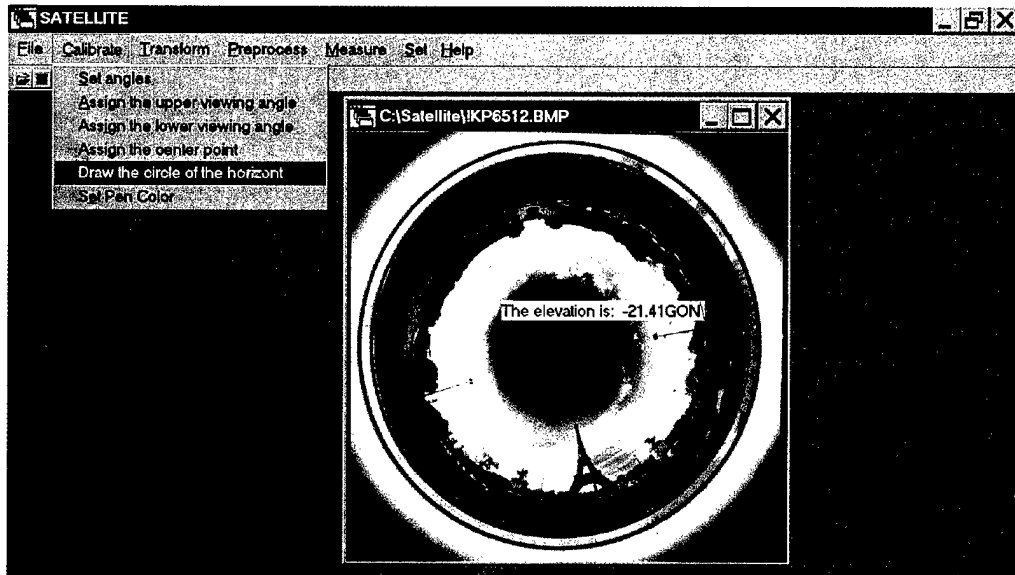 SATELLITE
File Calibrate Transform Preprocess Measure Set Help
Set angles
Assign the upper viewing angle
Assign the lower viewing angle
Assign the center point
Draw the circle of the horizont
Set Pen Color
C:\Satellite\!KP6512.BMP
The elevation is: -21.41GON